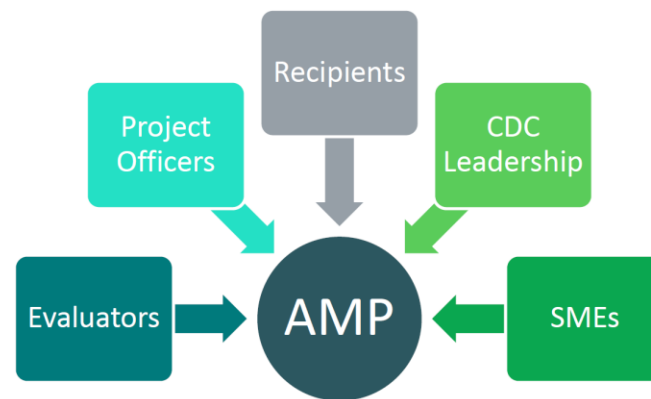 Recipients
Project
Officers
CDC
Leadership
Evaluators
AMP
SMEs